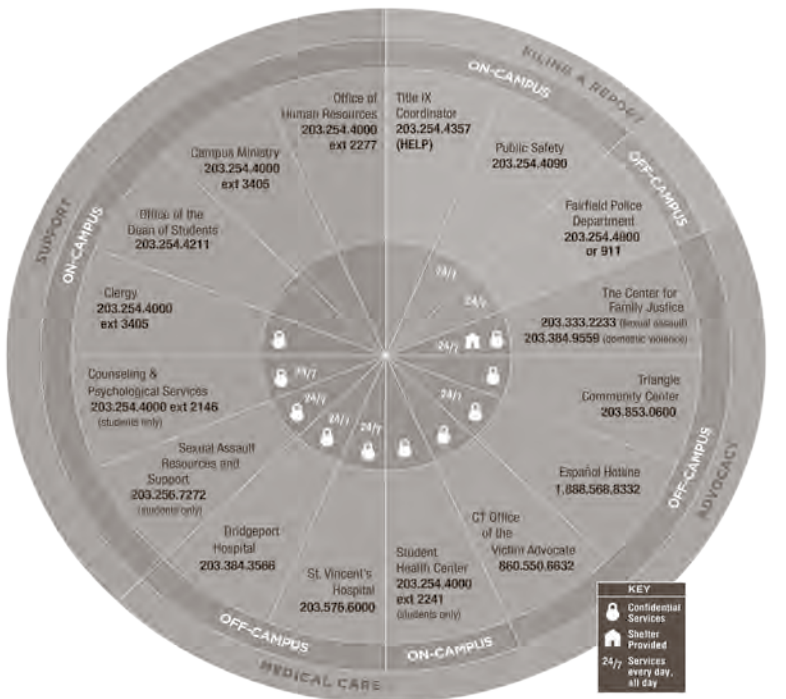 FILING A REPORT
ON-CAMPUS
Title IX
Coordinator
203.254.4357
(HELP)
Public Safety
203.254.4090
OFF-CAMPUS
Fairfield Police
Department
203.254.4800
or 911
The Center for
Family Justice
203.333.2233 (sexual assault)
203.384.9559 (domestic violence)
Triangle
Community Center
203.853.0600
Español Hotline
1.888.568.8332
CT Office
of the
Victim Advocate
860.550.6632
OFF-CAMPUS
ADVOCACY
Student
Health Center
203.254.4000
ext 2241
(students only)
ON-CAMPUS
St. Vincent's
Hospital
203.576.6000
Bridgeport
Hospital
203.384.3566
OFF-CAMPUS
MEDICAL CARE
Sexual Assault
Resources and
Support
203.256.7272
(students only)
Counseling &
Psychological Services
203.254.4000 ext 2146
(students only)
Clergy
203.254.4000
ext 3405
Office of the
Dean of Students
203.254.4211
Campus Ministry
203.254.4000
ext 3405
Office of
Human Resources
203.254.4000
ext 2277
ON-CAMPUS
SUPPORT
24/7
24/7
24/7
24/7
24/7
24/7
24/7
24/7
KEY
Confidential
Services
Shelter
Provided
24/7 Services
every day,
all day